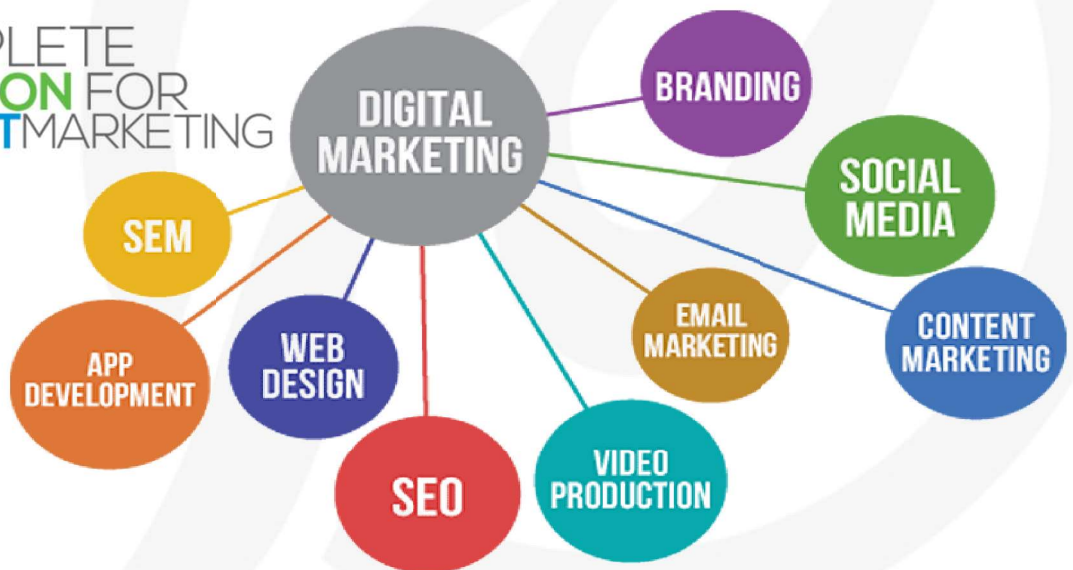 PLETE
ON FOR
TMARKETING
DIGITAL
MARKETING
BRANDING
SOCIAL
MEDIA
SEM
CONTENT
MARKETING
EMAIL
MARKETING
WEB
DESIGN
APP
DEVELOPMENT
SEO
VIDEO
PRODUCTION